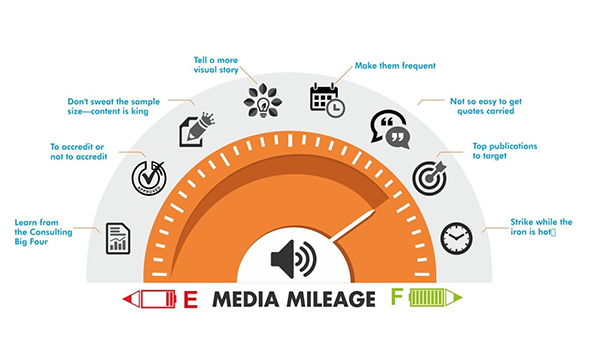 Tell a more
visual story
Make them frequent
Don't sweat the sample
size—content is king
Not so easy to get
quotes carried
To accredit or
not to accredit
APPROVED
Top publications
to target
Learn from
the Consulting
Big Four
Strike while the
iron is hot
E MEDIA MILEAGE F